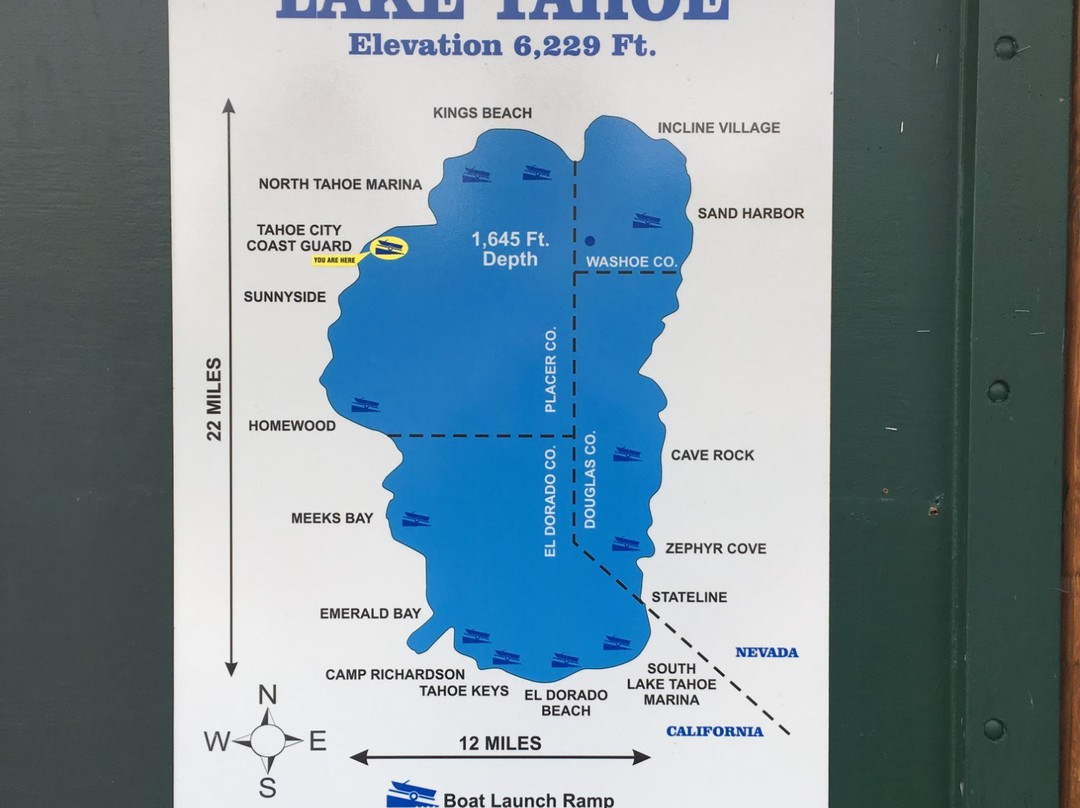 LAKE TAHOE
Elevation 6,229 Ft.
KINGS BEACH
INCLINE VILLAGE
NORTH TAHOE MARINA
SAND HARBOR
TAHOE CITY
COAST GUARD
YOU ARE HERE
1,645 Ft.
Depth
WASHOE CO.
SUNNYSIDE
22 MILES
PLACER CO.
HOMEWOOD
EL DORADO CO.
DOUGLAS CO.
CAVE ROCK
MEEKS BAY
ZEPHYR COVE
STATELINE
EMERALD BAY
NEVADA
CAMP RICHARDSON
TAHOE KEYS
EL DORADO
BEACH
SOUTH
LAKE TAHOE
MARINA
CALIFORNIA
N
W E
S
12 MILES
Boat Launch Ramp